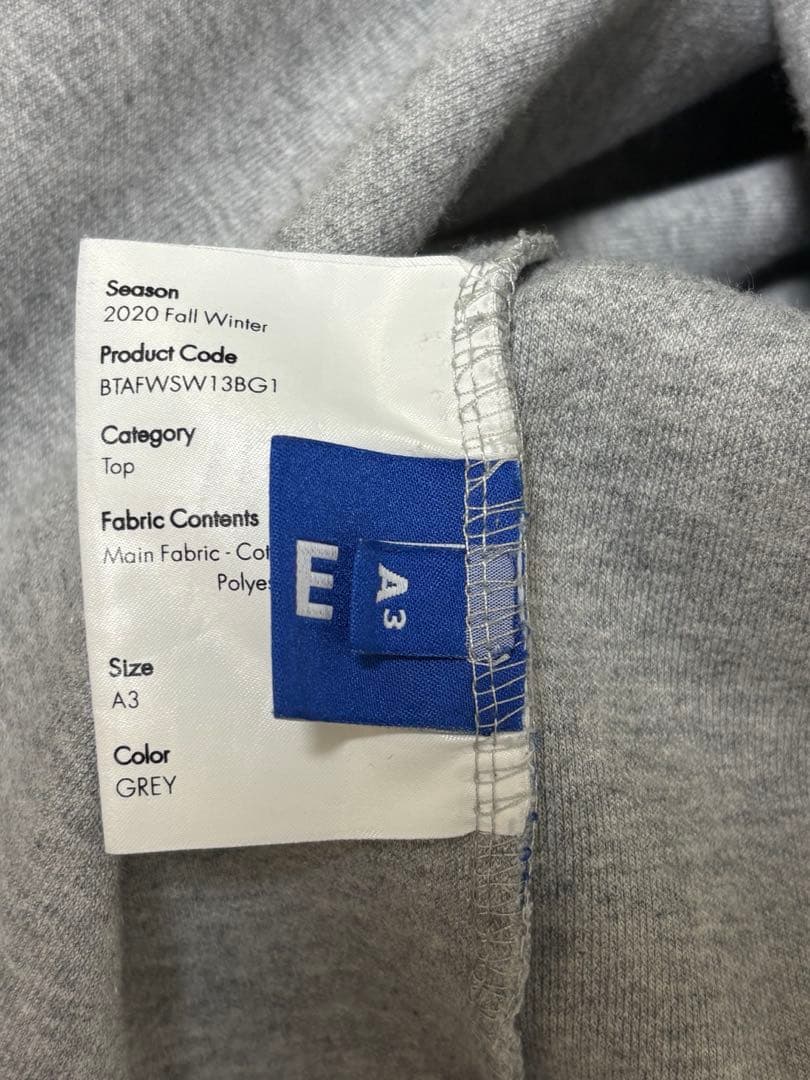 Season
2020 Fall Winter
Product Code
BTAFWSW13BG1
Category
Top
Fabric Contents
Main Fabric - Cot
Polyes
Size
A3
Color
GREY
E
A3